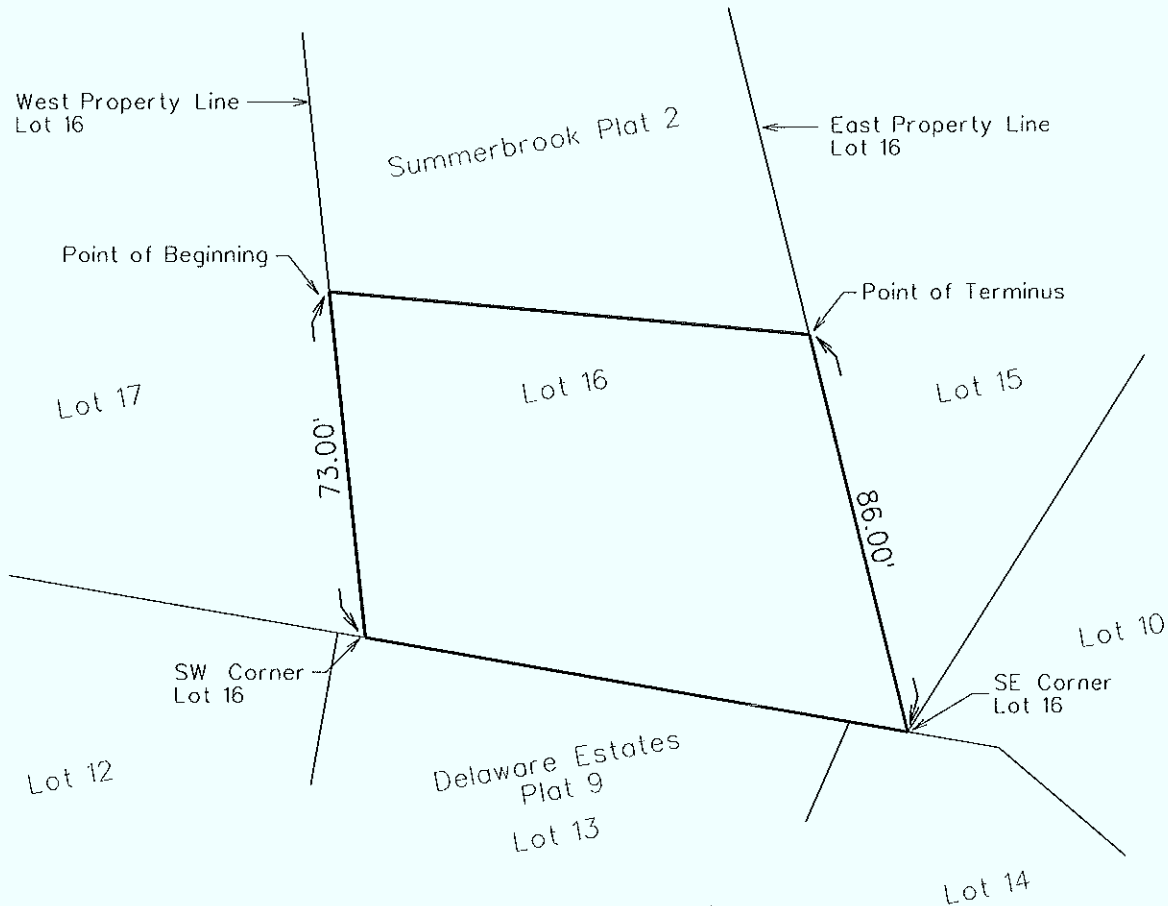 West Property Line
Lot 16
Summerbrook Plat 2
East Property Line
Lot 16
Point of Beginning
Point of Terminus
Lot 17
Lot 16
Lot 15
73.00'
86.00'
SW Corner
Lot 16
Lot 10
SE Corner
Lot 16
Lot 12
Delaware Estates
Plat 9
Lot 13
Lot 14